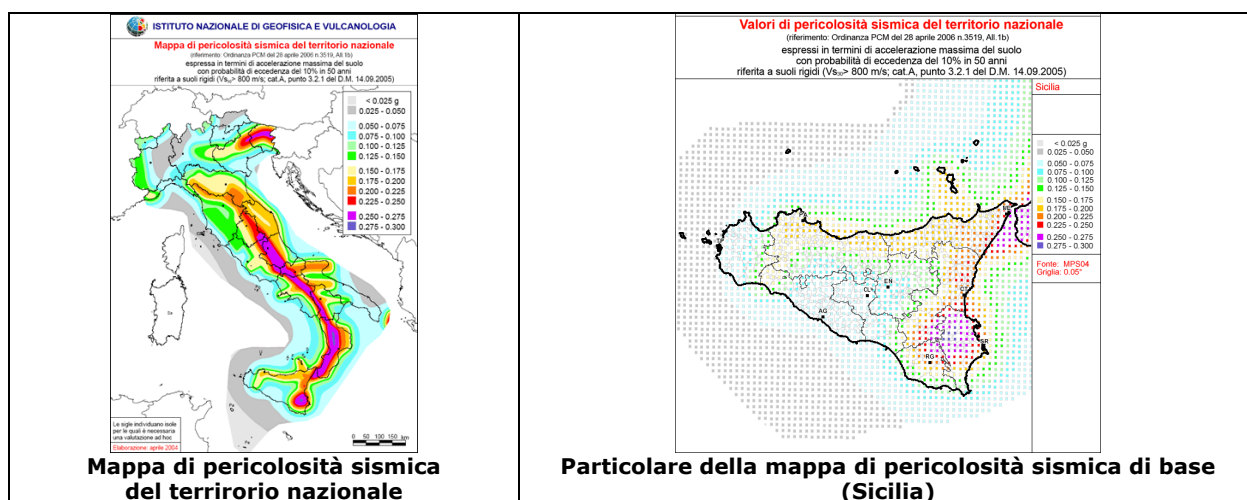 ISTITUTO NAZIONALE DI GEOFISICA E VULCANOLOGIA
Mappa di pericolosità sismica del territorio nazionale
(riferimento: Ordinanza PCM del 28 aprile 2006 n.3519, All.1b)
espressa in termini di accelerazione massima del suolo
con probabilità di eccedenza del 10% in 50 anni
riferita a suoli rigidi (Vs30> 800 m/s; cat.A, punto 3.2.1 del D.M. 14.09.2005)
< 0.025 g
0.025 - 0.050
0.050 - 0.075
0.075 - 0.100
0.100 - 0.125
0.125 - 0.150
0.150 - 0.175
0.175 - 0.200
0.200 - 0.225
0.225 - 0.250
0.250 - 0.275
0.275 - 0.300
Le sigle individuano isole
per le quali è necessaria
una valutazione ad hoc
Elaborazione: aprile 2004
0 50 100 150 km
Mappa di pericolosità sismica
del terrirorio nazionale
Valori di pericolosità sismica del territorio nazionale
(riferimento: Ordinanza PCM del 28 aprile 2006 n.3519, All.1b)
espressi in termini di accelerazione massima del suolo
con probabilità di eccedenza del 10% in 50 anni
riferita a suoli rigidi (Vs30> 800 m/s; cat.A, punto 3.2.1 del D.M. 14.09.2005)
Sicilia
< 0.025 g
0.025 - 0.050
0.050 - 0.075
0.075 - 0.100
0.100 - 0.125
0.125 - 0.150
0.150 - 0.175
0.175 - 0.200
0.200 - 0.225
0.225 - 0.250
0.250 - 0.275
0.275 - 0.300
Fonte: MPS04
Griglia: 0.05°
PA
ME
TP
EN
CL
CT
AG
SR
RG
Particolare della mappa di pericolosità sismica di base
(Sicilia)